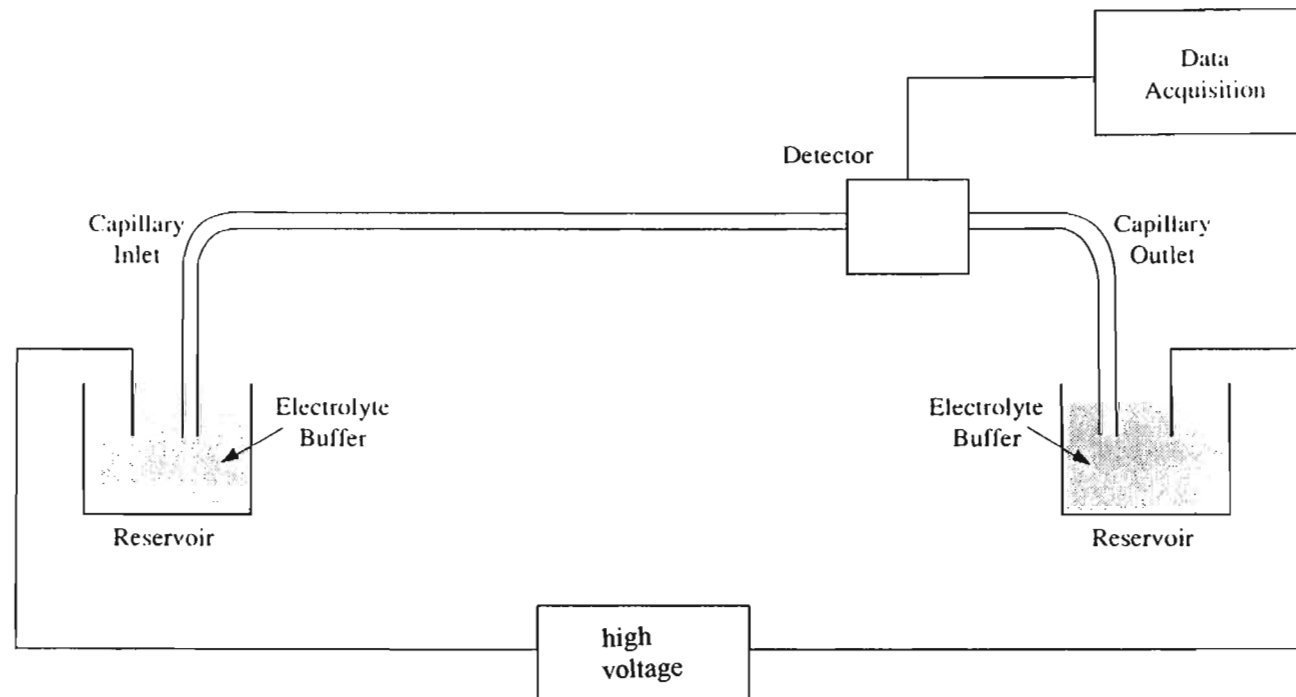 Data
Acquisition
Detector
Capillary
Inlet
Capillary
Outlet
Electrolyte
Buffer
Electrolyte
Buffer
Reservoir
Reservoir
high
voltage